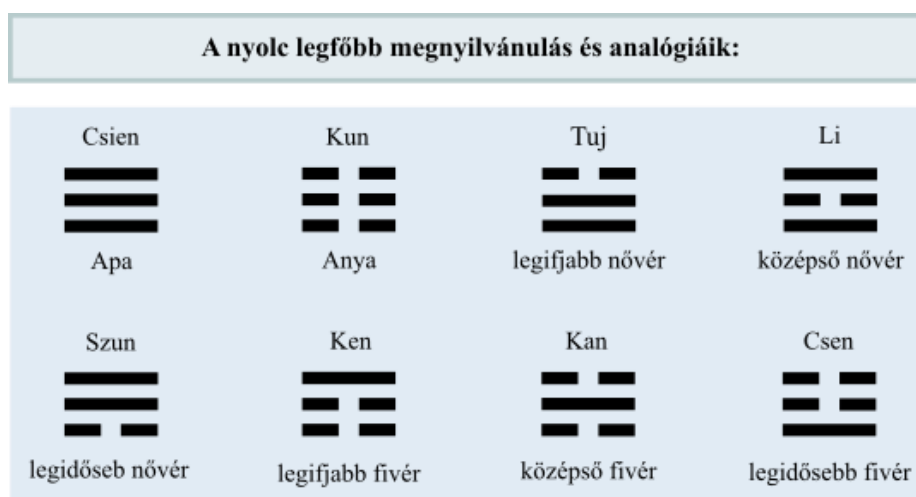 A nyolc legfőbb megnyilvánulás és analógiáik:
Csien Kun Tuj Li
Apa Anya legifjabb nővér középső nővér
Szun Ken Kan Csen
legidőseb nővér legifjabb fivér középső fivér legidősebb fivér